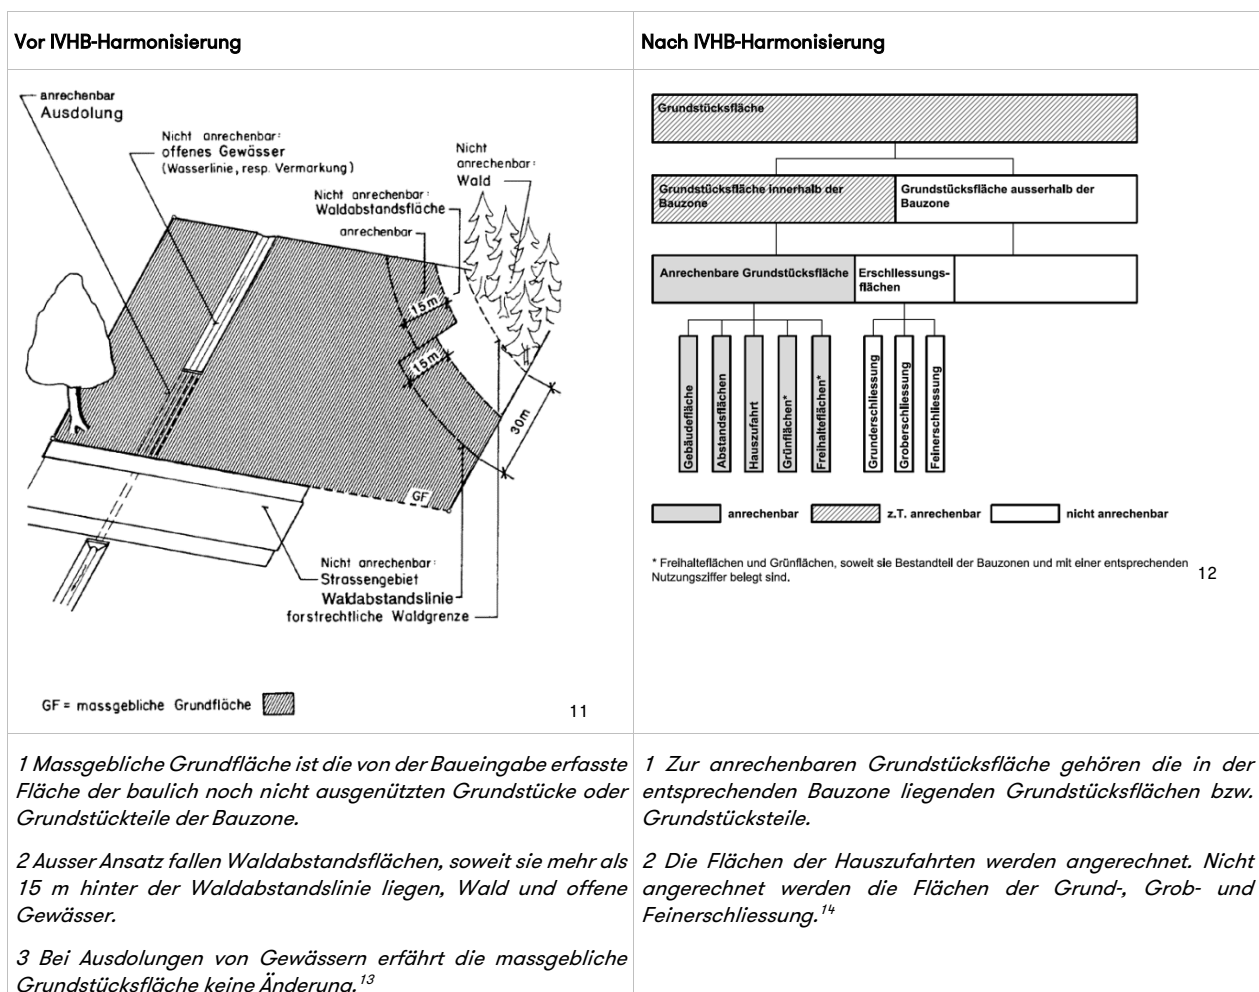 Vor IVHB-Harmonisierung
Nach IVHB-Harmonisierung
anrechenbar
Ausdolung
Nicht anrechenbar:
offenes Gewässer
(Wasserlinie, resp. Vermarkung)
Nicht anrechenbar:
Waldabstandsfläche
anrechenbar
Nicht
anrechenbar:
Wald
15m
15m
30m
GF
Nicht anrechenbar:
Strassengebiet
Waldabstandslinie
forstrechtliche Waldgrenze
GF = massgebliche Grundfläche
11
Grundstücksfläche
Grundstücksfläche innerhalb der
Bauzone
Grundstücksfläche ausserhalb der
Bauzone
Anrechenbare Grundstücksfläche
Erschliessungs-
flächen
Gebäudefläche
Abstandsflächen
Hauszufahrt
Grünflächen*
Freihalteflächen*
Grunderschliessung
Groberschliessung
Feinerschliessung
anrechenbar
z.T. anrechenbar
nicht anrechenbar
* Freihalteflächen und Grünflächen, soweit sie Bestandteil der Bauzonen und mit einer entsprechenden
Nutzungsziffer belegt sind.
12
1 Massgebliche Grundfläche ist die von der Baueingabe erfasste
Fläche der baulich noch nicht ausgenützten Grundstücke oder
Grundstückteile der Bauzone.
2 Ausser Ansatz fallen Waldabstandsflächen, soweit sie mehr als
15 m hinter der Waldabstandslinie liegen, Wald und offene
Gewässer.
3 Bei Ausdolungen von Gewässern erfährt die massgebliche
Grundstücksfläche keine Änderung.13
1 Zur anrechenbaren Grundstücksfläche gehören die in der
entsprechenden Bauzone liegenden Grundstücksflächen bzw.
Grundstücksteile.
2 Die Flächen der Hauszufahrten werden angerechnet. Nicht
angerechnet werden die Flächen der Grund-, Grob- und
Feinerschliessung.14